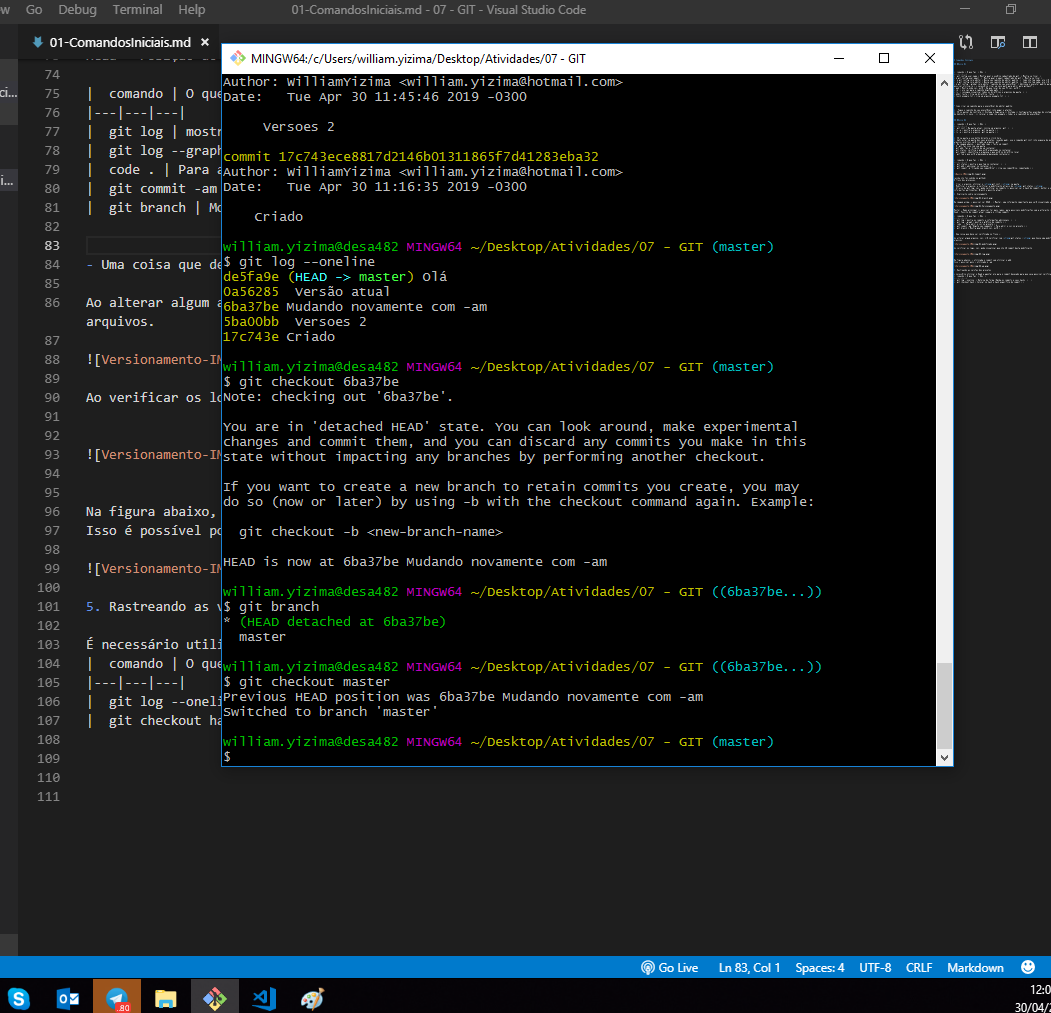 w Go Debug Terminal Help 01-ComandosIniciais.md - 07 - GIT - Visual Studio Code
01-ComandosIniciais.md ×
MINGW64:/c/Users/william.yizima/Desktop/Atividades/07 - GIT
ci...
i...
74
75 | comando | O que
76 |---|---|---|
77 | git log | mostr
78 | git log --graph
79 | code . | Para a
80 | git commit -am
81 | git branch | Mo
82
83
84 - Uma coisa que de
85
86 Ao alterar algum a
arquivos.
87
88 ![Versionamento-IM
89
90 Ao verificar os lo
91
92
93 ![Versionamento-IM
94
95
96 Na figura abaixo,
97 Isso é possível po
98
99 ![Versionamento-IM
100
101 5. Rastreando as v
102
103 É necessário utili
104 | comando | O que
105 |---|---|---|
106 | git log --oneli
107 | git checkout ha
108
109
110
111
Author: WilliamYizima <william.yizima@hotmail.com>
Date:   Tue Apr 30 11:45:46 2019 -0300
Versoes 2
commit 17c743ece8817d2146b01311865f7d41283eba32
Author: WilliamYizima <william.yizima@hotmail.com>
Date:   Tue Apr 30 11:16:35 2019 -0300
Criado
william.yizima@desa482 MINGW64 ~/Desktop/Atividades/07 - GIT (master)
$ git log --oneline
de5fa9e (HEAD -> master) Olá
0a56285  Versão atual
6ba37be Mudando novamente com -am
5ba00bb  Versoes 2
17c743e Criado
william.yizima@desa482 MINGW64 ~/Desktop/Atividades/07 - GIT (master)
$ git checkout 6ba37be
Note: checking out '6ba37be'.
You are in 'detached HEAD' state. You can look around, make experimental
changes and commit them, and you can discard any commits you make in this
state without impacting any branches by performing another checkout.
If you want to create a new branch to retain commits you create, you may
do so (now or later) by using -b with the checkout command again. Example:
git checkout -b <new-branch-name>
HEAD is now at 6ba37be Mudando novamente com -am
william.yizima@desa482 MINGW64 ~/Desktop/Atividades/07 - GIT ((6ba37be...))
$ git branch
* (HEAD detached at 6ba37be)
master
william.yizima@desa482 MINGW64 ~/Desktop/Atividades/07 - GIT ((6ba37be...))
$ git checkout master
Previous HEAD position was 6ba37be Mudando novamente com -am
Switched to branch 'master'
william.yizima@desa482 MINGW64 ~/Desktop/Atividades/07 - GIT (master)
$
Go Live Ln 83, Col 1 Spaces: 4 UTF-8 CRLF Markdown
.80
12:0
30/04/2